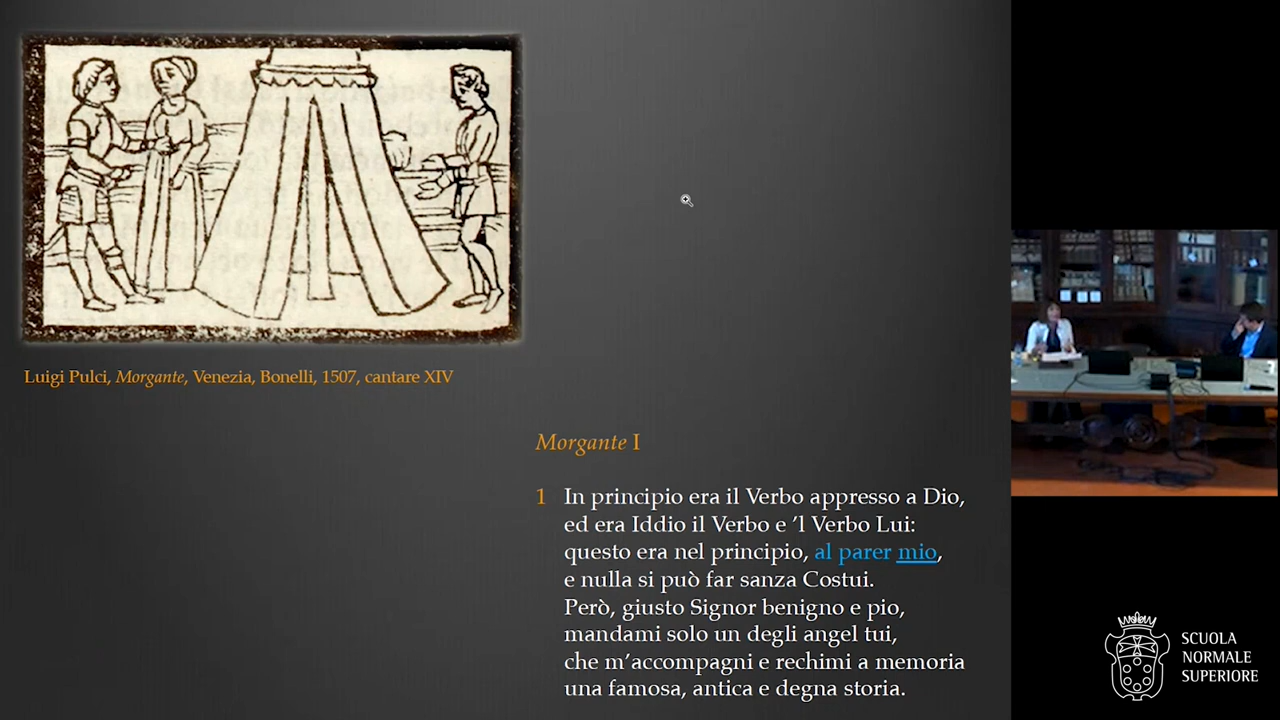 Luigi Pulci, Morgante, Venezia, Bonelli, 1507, cantare XIV
Morgante I
1 In principio era il Verbo appresso a Dio,
ed era Iddio il Verbo e ’l Verbo Lui:
questo era nel principio, al parer mio,
e nulla si può far sanza Costui.
Però, giusto Signor benigno e pio,
mandami solo un degli angel tui,
che m’accompagni e rechimi a memoria
una famosa, antica e degna storia.
SCUOLA
NORMALE
SUPERIORE